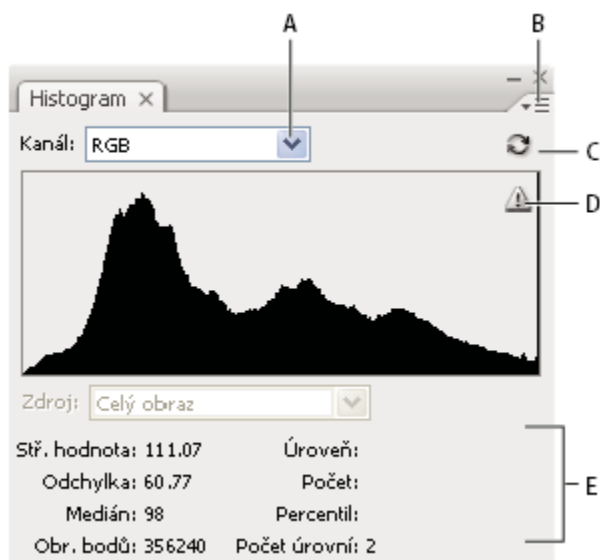 A B
Histogram ×
Kanál: RGB
C
D
Zdroj: Celý obraz
Stř. hodnota: 111.07 Úroveň:
Odchylka: 60.77 Počet:
E
Medián: 98 Percentil:
Obr. bodů: 356240 Počet úrovní: 2